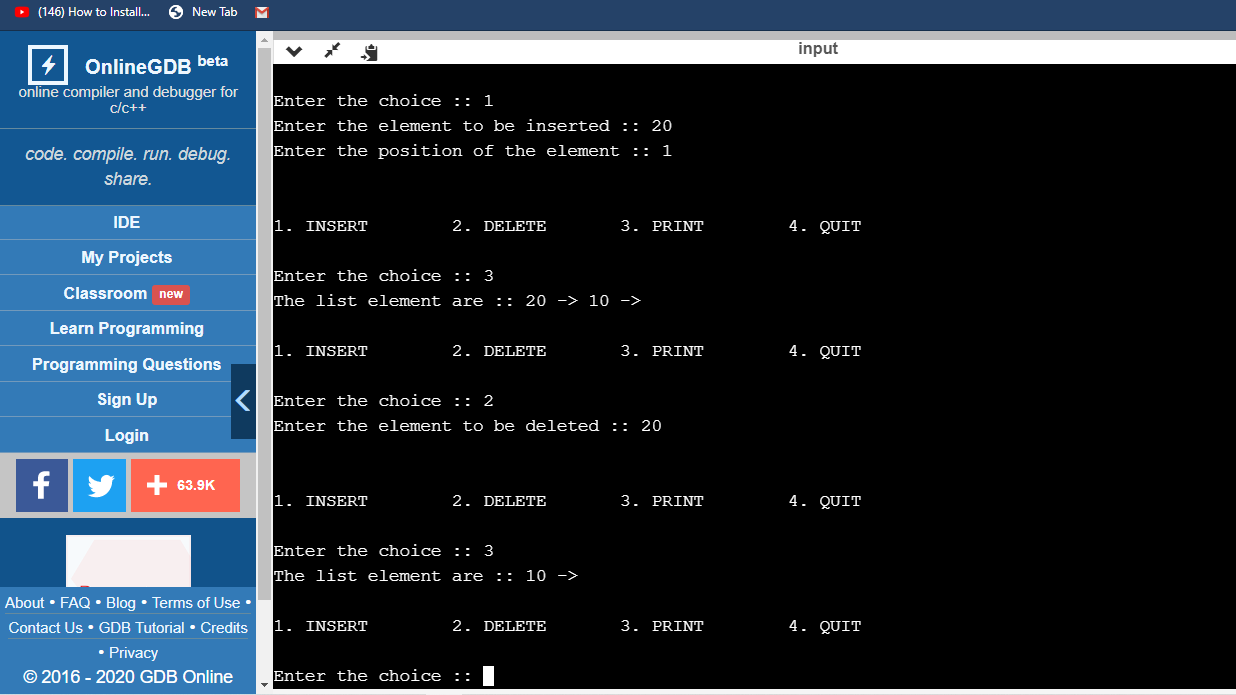 (146) How to Install...
New Tab
OnlineGDB beta
online compiler and debugger for
c/c++
code. compile. run. debug.
share.
IDE
My Projects
Classroom new
Learn Programming
Programming Questions
Sign Up
Login
63.9K
About • FAQ • Blog • Terms of Use •
Contact Us • GDB Tutorial • Credits
• Privacy
© 2016 - 2020 GDB Online
input
Enter the choice :: 1
Enter the element to be inserted :: 20
Enter the position of the element :: 1
1. INSERT 2. DELETE 3. PRINT 4. QUIT
Enter the choice :: 3
The list element are :: 20 -> 10 ->
1. INSERT 2. DELETE 3. PRINT 4. QUIT
Enter the choice :: 2
Enter the element to be deleted :: 20
1. INSERT 2. DELETE 3. PRINT 4. QUIT
Enter the choice :: 3
The list element are :: 10 ->
1. INSERT 2. DELETE 3. PRINT 4. QUIT
Enter the choice ::